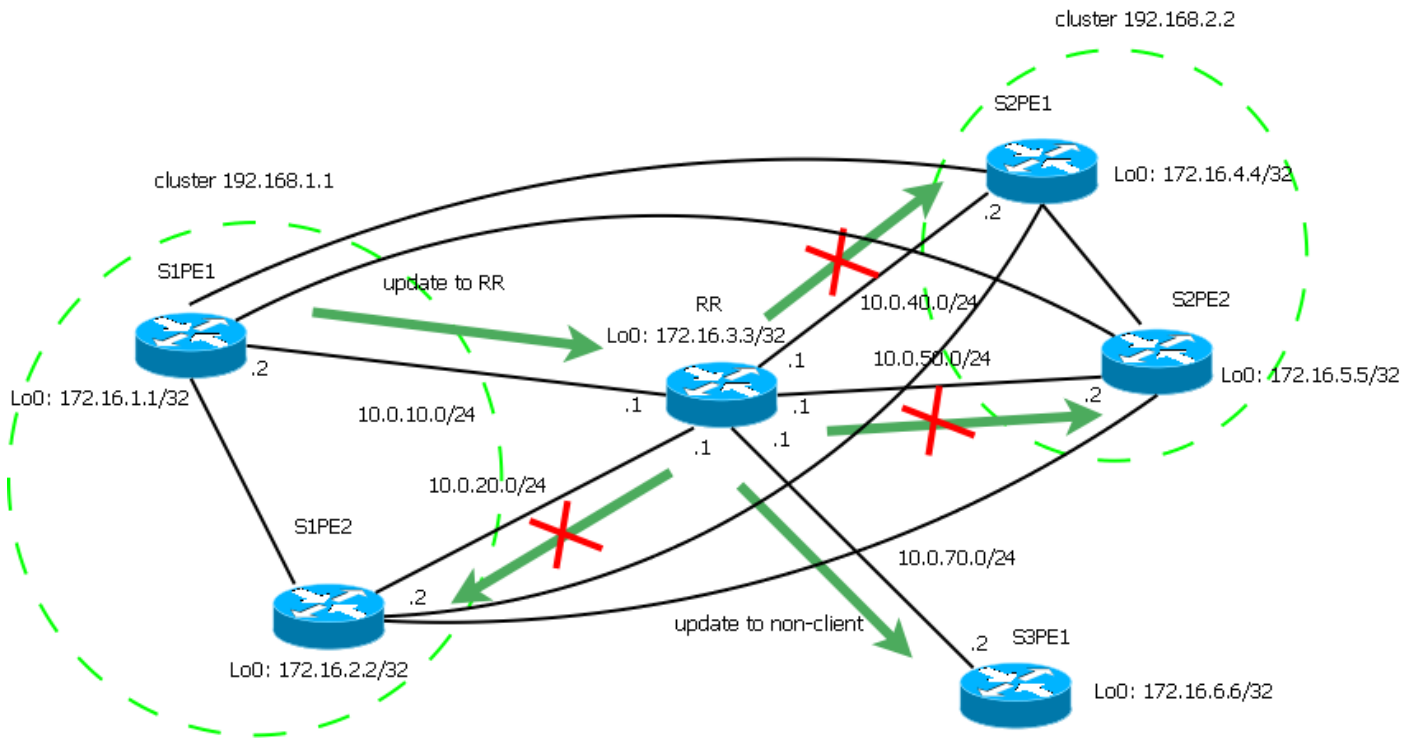 cluster 192.168.2.2
S2PE1
cluster 192.168.1.1
Lo0: 172.16.4.4/32
.2
S1PE1
update to RR
RR
10.0.40.0/24
S2PE2
Lo0: 172.16.3.3/32
10.0.50.0/24
.1
.2
Lo0: 172.16.5.5/32
Lo0: 172.16.1.1/32
.2
10.0.10.0/24
.1
.1
.1
.1
10.0.20.0/24
S1PE2
10.0.70.0/24
.2
update to non-client
S3PE1
.2
Lo0: 172.16.2.2/32
Lo0: 172.16.6.6/32